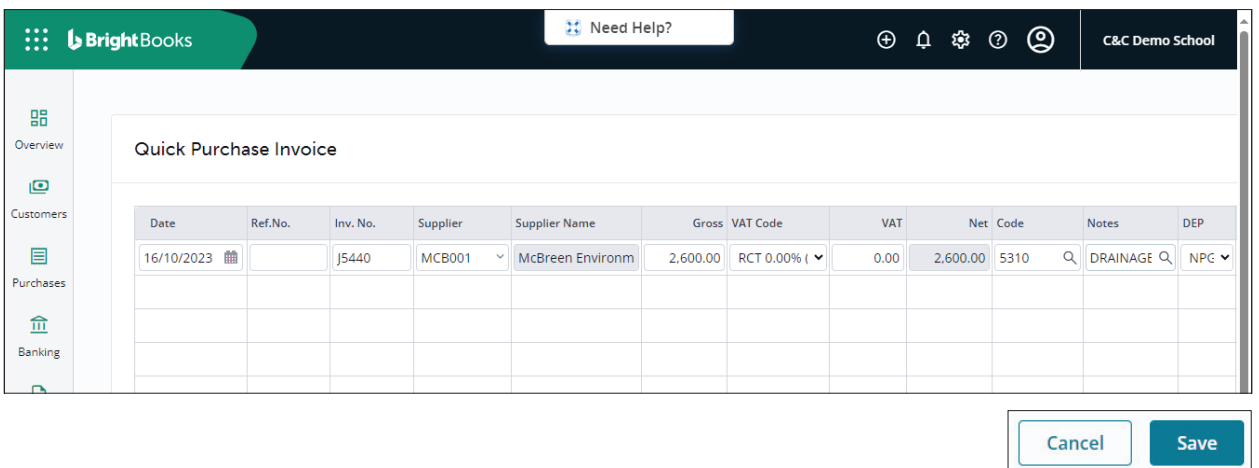 BrightBooks
Need Help?
C&C Demo School
Overview
Customers
Purchases
Banking
Quick Purchase Invoice
Date Ref.No. Inv. No. Supplier Supplier Name Gross VAT Code VAT Net Code Notes DEP
16/10/2023 J5440 MCB001 McBreen Environm 2,600.00 RCT 0.00% ( 0.00 2,600.00 5310 DRAINAGE NPG
Cancel Save